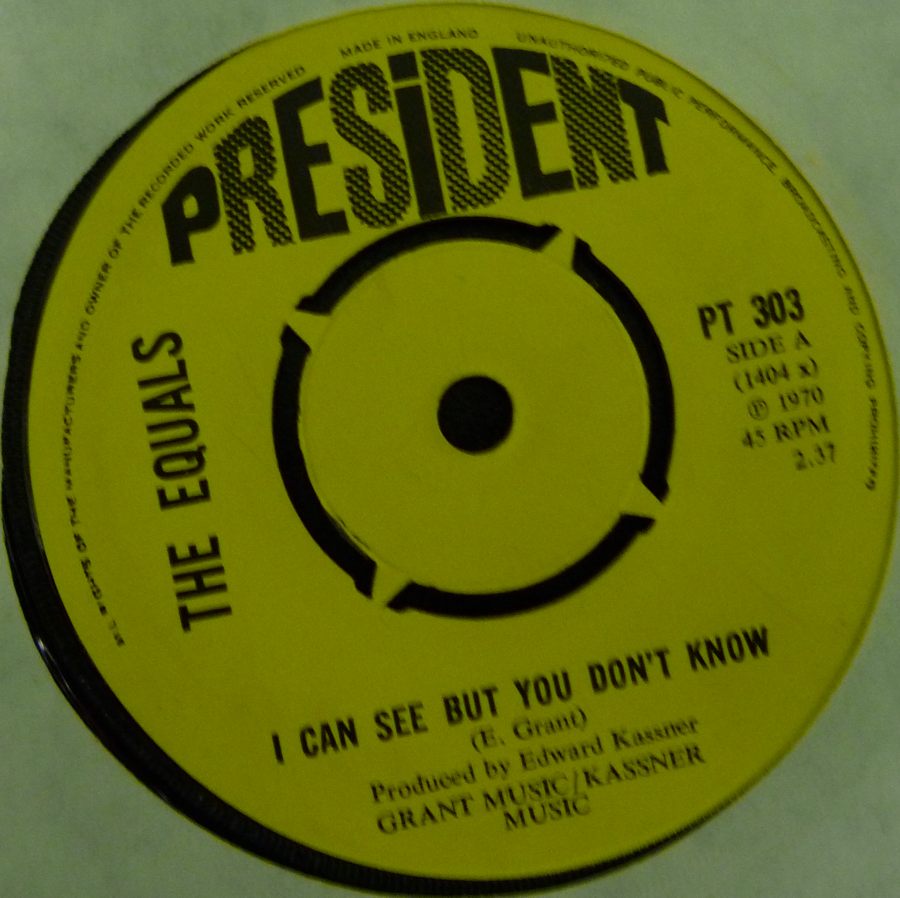 ALL RIGHTS OF THE MANUFACTURERS AND OWNER OF THE RECORDED WORK RESERVED
MADE IN ENGLAND
UNAUTHORIZED PUBLIC PERFORMANCE, BROADCASTING AND COPYING PROHIBITED
PRESiDENT
THE EQUALS
PT 303
SIDE A
(1404 x)
℗ 1970
45 RPM
2.37
I CAN SEE BUT YOU DON'T KNOW
(E. Grant)
Produced by Edward Kassner
GRANT MUSIC/KASSNER
MUSIC